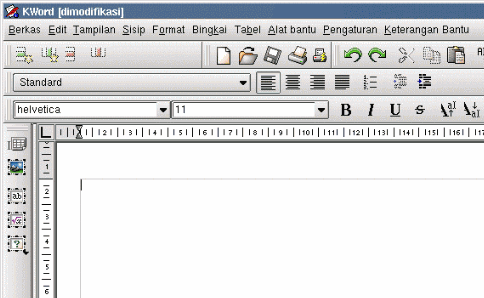 KWord [dimodifikasi]
Berkas Edit Tampilan Sisip Format Bingkai Tabel Alat bantu Pengaturan Keterangan Bantu
Standard
helvetica 11 B I U S
1 2 3 4 5 6 7 8 9 10 11 12 13 14 15 16 17
1
2
3
4
5
6